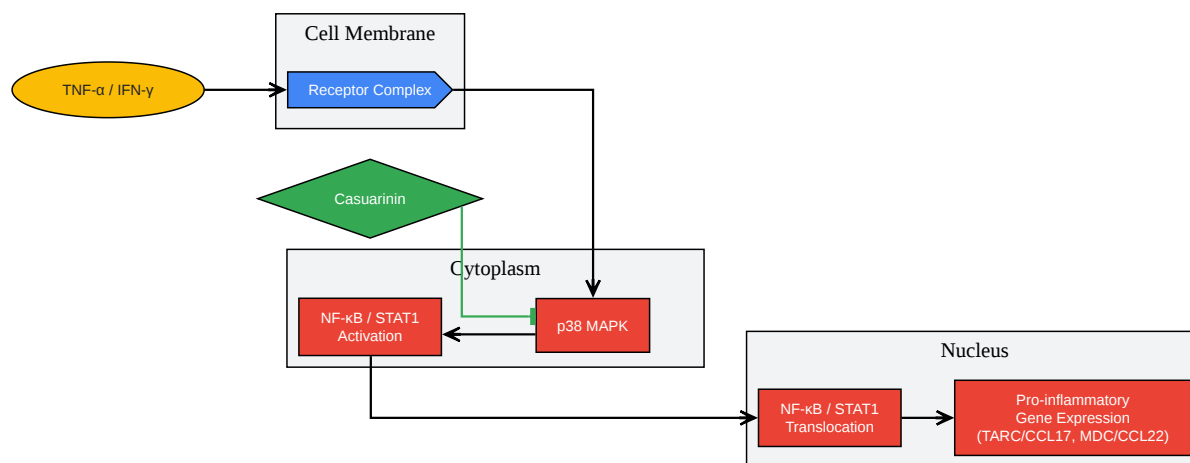 Cell Membrane
TNF-α / IFN-γ
Receptor Complex
Casuarinin
Cytoplasm
NF-κB / STAT1
Activation
p38 MAPK
Nucleus
NF-κB / STAT1
Translocation
Pro-inflammatory
Gene Expression
(TARC/CCL17, MDC/CCL22)